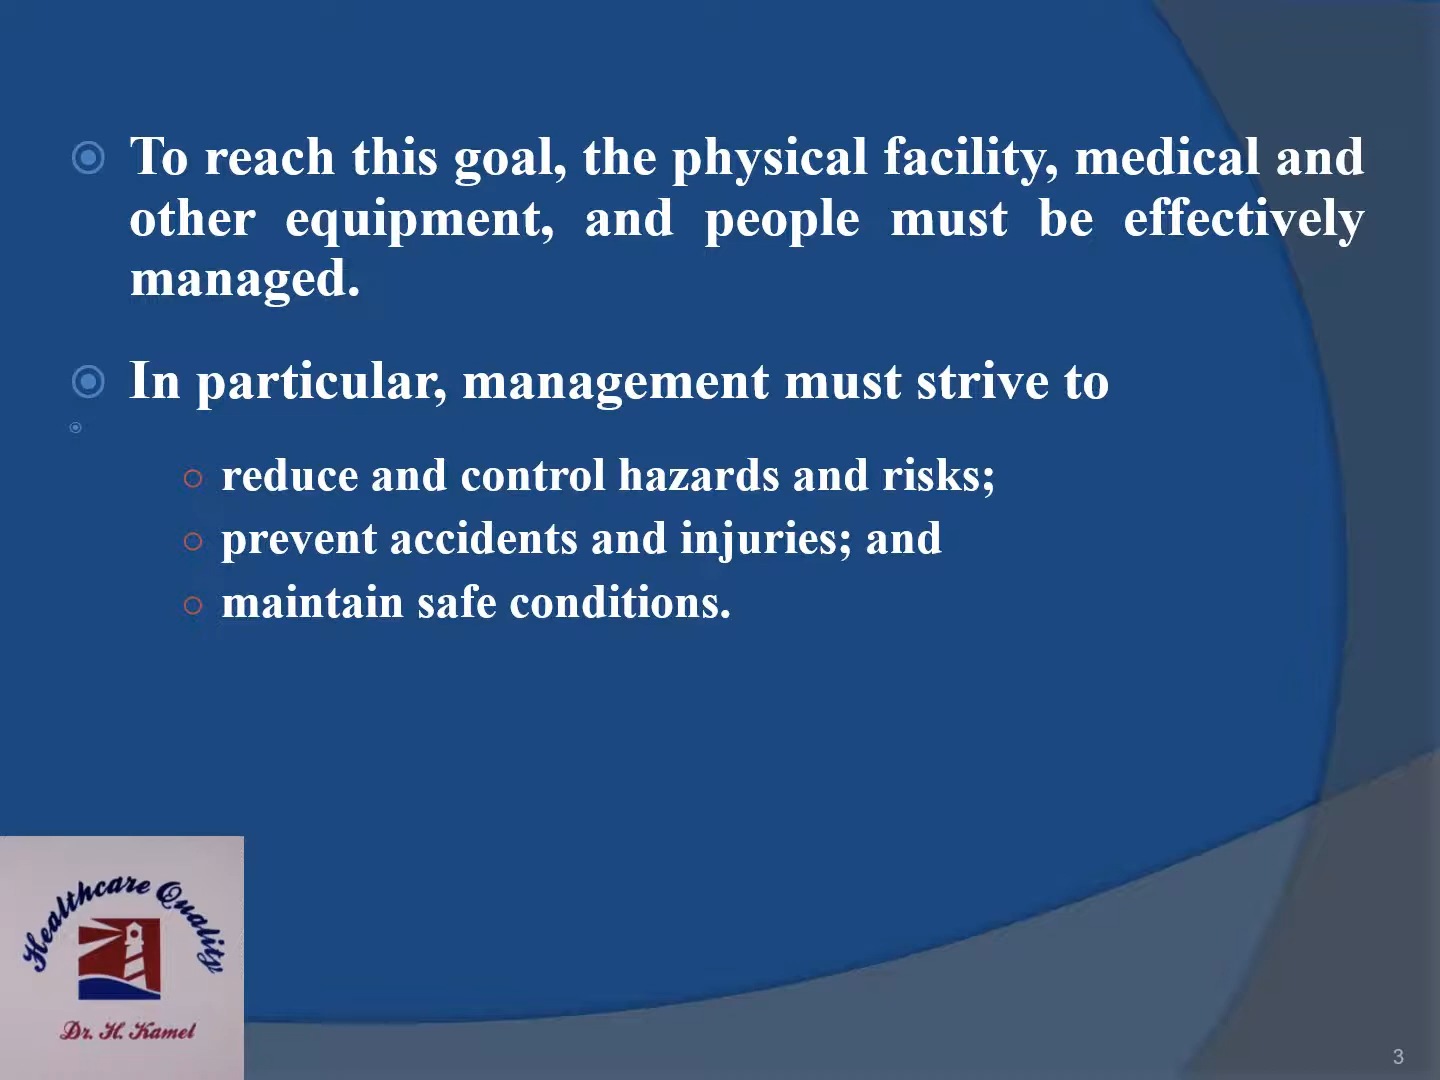 To reach this goal, the physical facility, medical and
other equipment, and people must be effectively
managed.
In particular, management must strive to
reduce and control hazards and risks;
prevent accidents and injuries; and
maintain safe conditions.
Healthcare Quality
Dr. H. Kamel
3